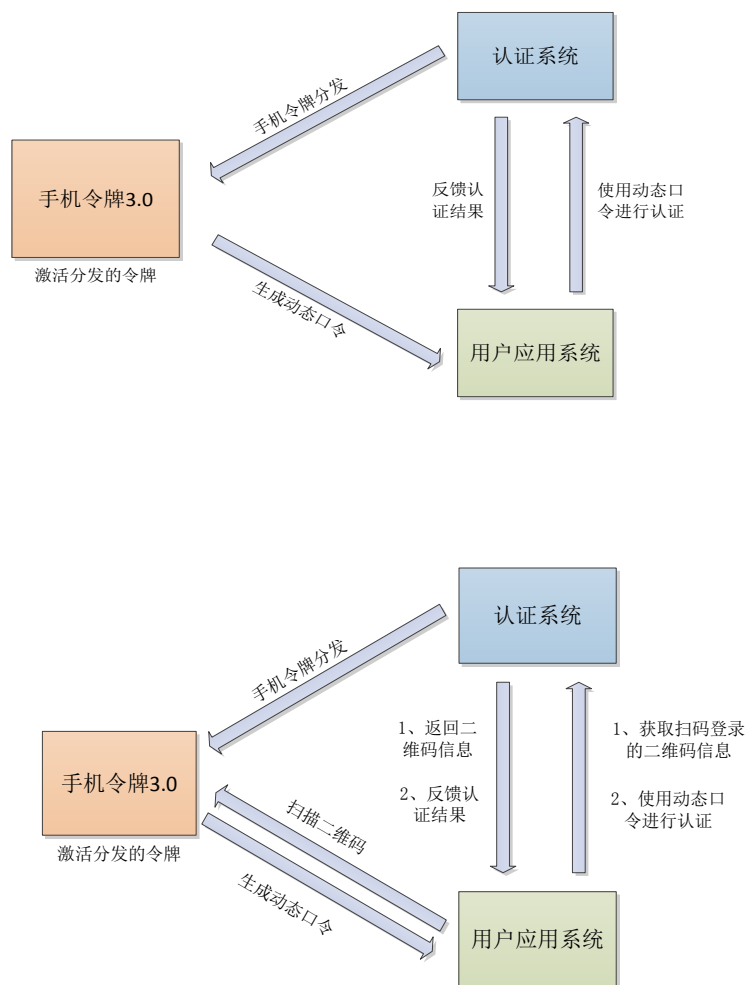 认证系统
手机令牌分发
手机令牌3.0
激活分发的令牌
反馈认
证结果
使用动态口
令进行认证
生成动态口令
用户应用系统
认证系统
手机令牌分发
1、返回二
维码信息
2、反馈认
证结果
1、获取扫码登录
的二维码信息
2、使用动态口
令进行认证
手机令牌3.0
激活分发的令牌
扫描二维码
生成动态口令
用户应用系统